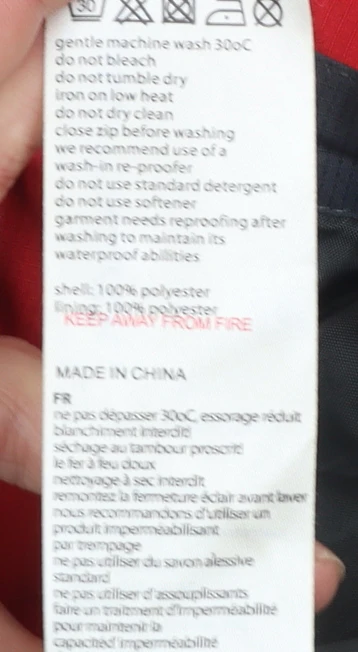 30
gentle machine wash 30oC
do not bleach
do not tumble dry
iron on low heat
do not dry clean
close zip before washing
we recommend use of a
wash-in re-proofer
do not use standard detergent
do not use softener
garment needs reproofing after
washing to maintain its
waterproof abilities
shell: 100% polyester
lining: 100% polyester
KEEP AWAY FROM FIRE
MADE IN CHINA
FR
ne pas dépasser 30oC, essorage réduit
blanchiment interdit
séchage au tambour proscrit
le fer à feu doux
nettoyage à sec interdit
remontez la fermeture éclair avant laver
nous recommandons d'utiliser un
produit imperméabilisant
par trempage
ne pas utiliser du savon alessive
standard
ne pas utiliser d'assouplissants
faire un traitment d'imperméabilité
pour maintenir la
capacited imperméabilité